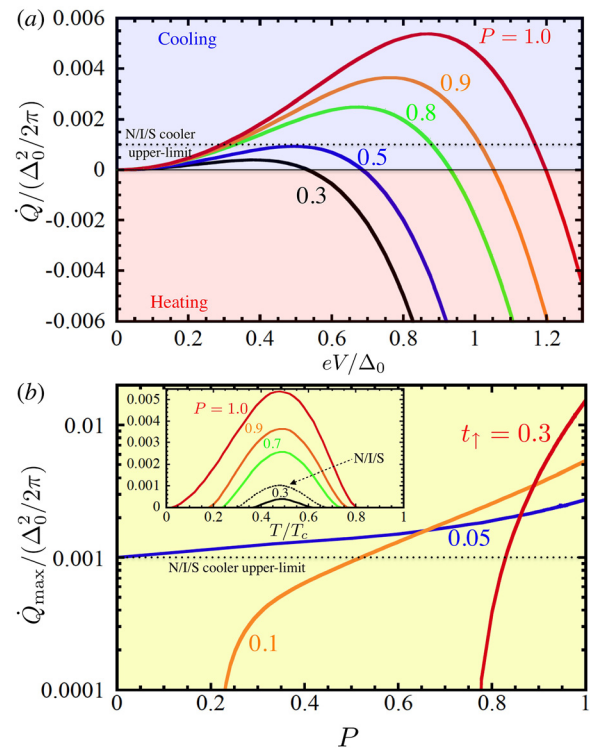 (a)
0.006
Cooling
P = 1.0
0.004
0.9
0.002
0.8
N/I/S cooler
upper-limit
0.5
0
0.3
-0.002
-0.004
Heating
-0.006
Q̇/(Δ₀²/2π)
0 0.2 0.4 0.6 0.8 1 1.2
eV/Δ₀
(b)
0.005
P = 1.0
0.004
0.9
0.003
0.7
0.002
N/I/S
0.001
0.3
0
0 0.2 0.4 0.6 0.8 1
T/T_c
t↑ = 0.3
0.01
0.05
0.001
N/I/S cooler upper-limit
0.1
0.0001
Q̇max/(Δ₀²/2π)
0 0.2 0.4 0.6 0.8 1
P